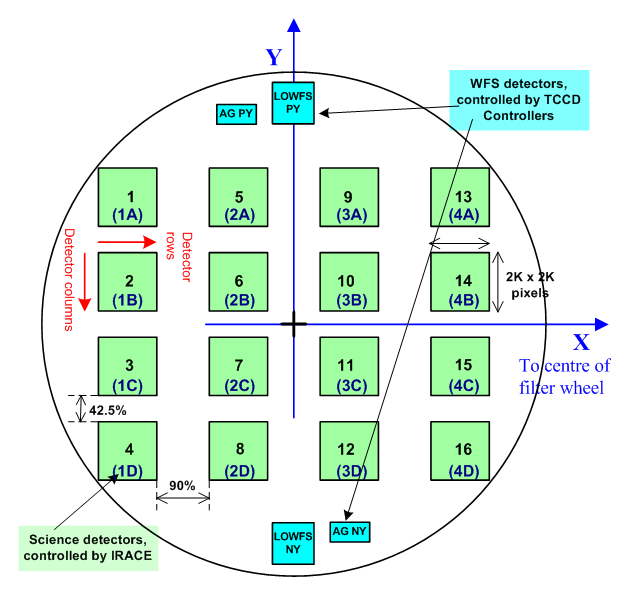 Y
LOWFS
PY
AG PY
WFS detectors,
controlled by TCCD
Controllers
1
(1A)
5
(2A)
9
(3A)
13
(4A)
Detector columns
Detector
rows
2
(1B)
6
(2B)
10
(3B)
14
(4B)
2K x 2K
pixels
X
To centre of
filter wheel
3
(1C)
7
(2C)
11
(3C)
15
(4C)
42.5%
4
(1D)
8
(2D)
12
(3D)
16
(4D)
90%
Science detectors,
controlled by IRACE
LOWFS
NY
AG NY